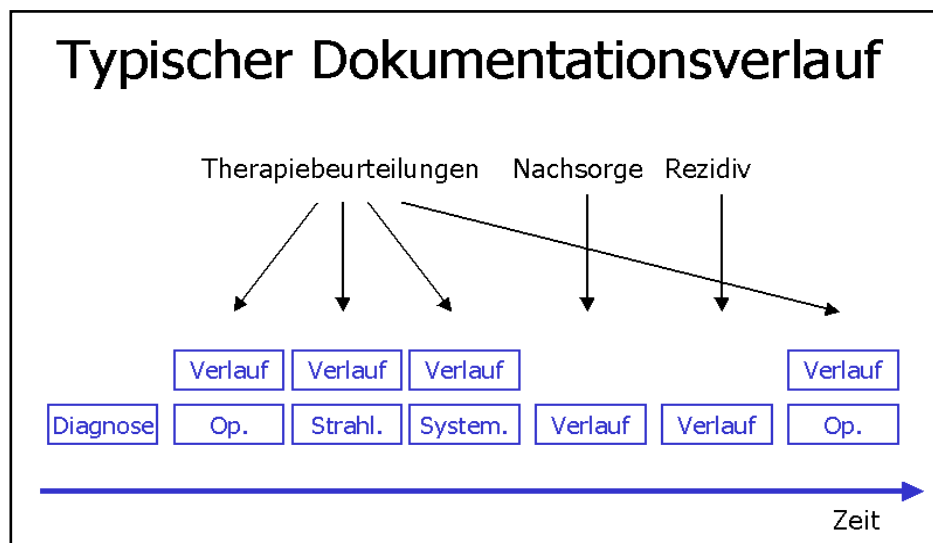 Typischer Dokumentationsverlauf
Therapiebeurteilungen Nachsorge Rezidiv
Verlauf Verlauf Verlauf Verlauf
Diagnose Op. Strahl. System. Verlauf Verlauf Op.
Zeit